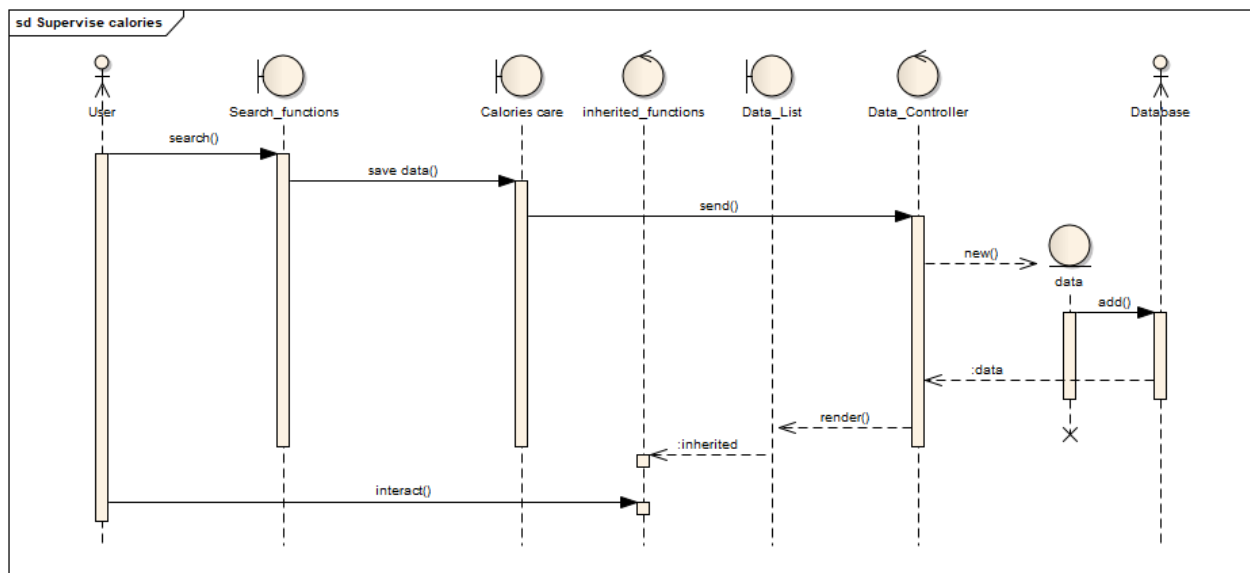 sd Supervise calories
User
Search_functions
Calories care
inherited_functions
Data_List
Data_Controller
Database
search()
save data()
send()
new()
data
add()
:data
render()
:inherited
interact()